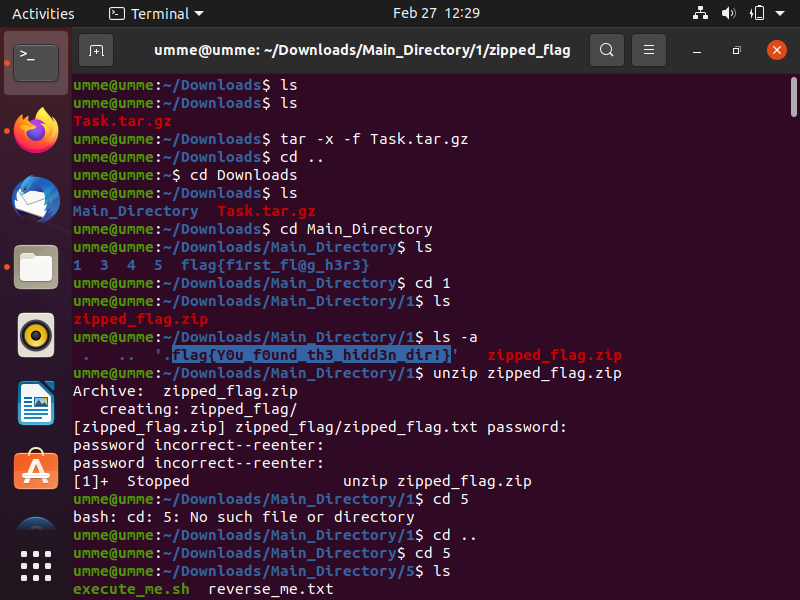 Activities Terminal Feb 27 12:29
umme@umme: ~/Downloads/Main_Directory/1/zipped_flag
umme@umme:~/Downloads$ ls
umme@umme:~/Downloads$ ls
Task.tar.gz
umme@umme:~/Downloads$ tar -x -f Task.tar.gz
umme@umme:~/Downloads$ cd ..
umme@umme:~$ cd Downloads
umme@umme:~/Downloads$ ls
Main_Directory  Task.tar.gz
umme@umme:~/Downloads$ cd Main_Directory
umme@umme:~/Downloads/Main_Directory$ ls
1  3  4  5  flag{f1rst_fl@g_h3r3}
umme@umme:~/Downloads/Main_Directory$ cd 1
umme@umme:~/Downloads/Main_Directory/1$ ls
zipped_flag.zip
umme@umme:~/Downloads/Main_Directory/1$ ls -a
.   ..  '.flag{Y0u_f0und_th3_hidd3n_dir!}'   zipped_flag.zip
umme@umme:~/Downloads/Main_Directory/1$ unzip zipped_flag.zip
Archive:  zipped_flag.zip
   creating: zipped_flag/
[zipped_flag.zip] zipped_flag/zipped_flag.txt password:
password incorrect--reenter:
password incorrect--reenter:
[1]+  Stopped                 unzip zipped_flag.zip
umme@umme:~/Downloads/Main_Directory/1$ cd 5
bash: cd: 5: No such file or directory
umme@umme:~/Downloads/Main_Directory/1$ cd ..
umme@umme:~/Downloads/Main_Directory$ cd 5
umme@umme:~/Downloads/Main_Directory/5$ ls
execute_me.sh  reverse_me.txt